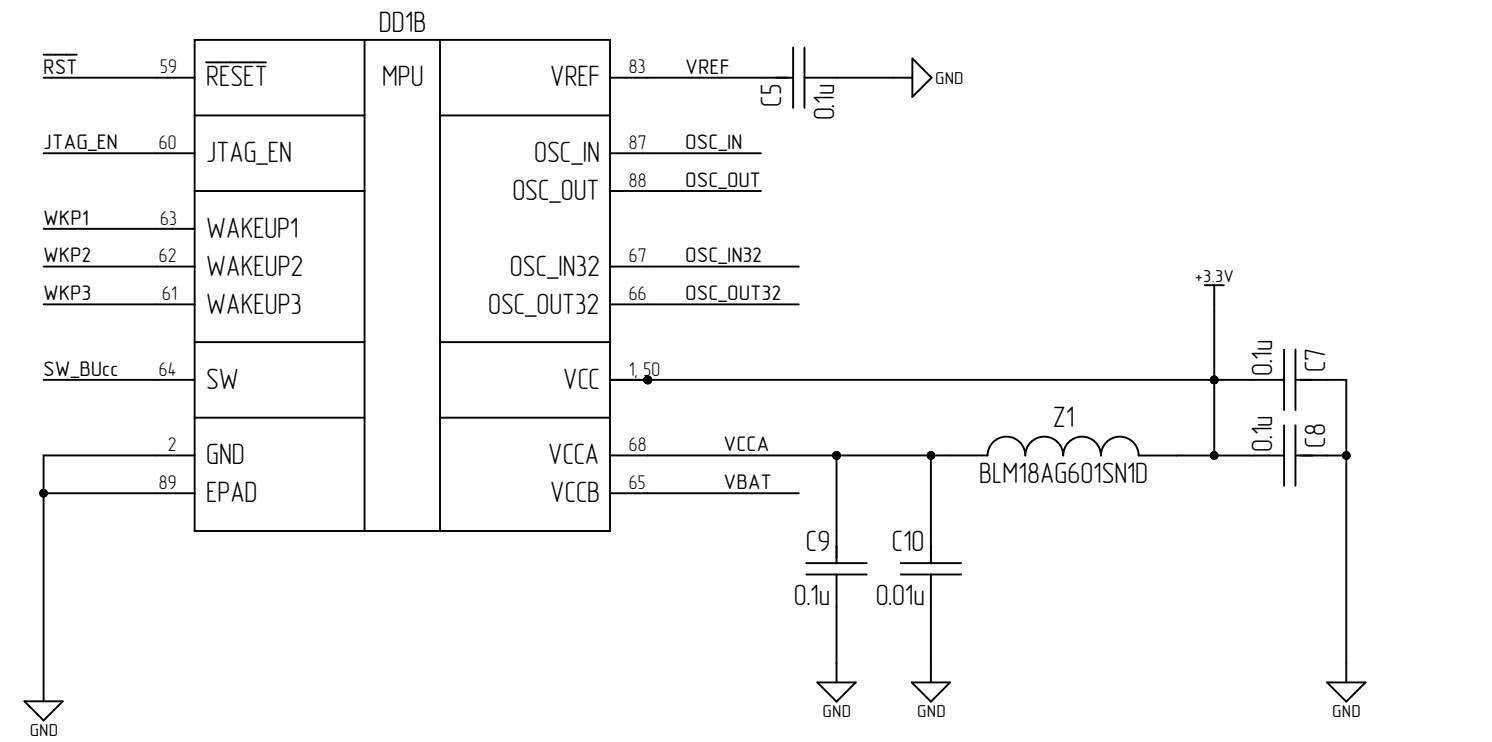 DD1B
RST 59 RESET MPU VREF 83 VREF C5 0.1u GND
JTAG_EN 60 JTAG_EN OSC_IN 87 OSC_IN
OSC_OUT 88 OSC_OUT
WKP1 63 WAKEUP1
WKP2 62 WAKEUP2 OSC_IN32 67 OSC_IN32
WKP3 61 WAKEUP3 OSC_OUT32 66 OSC_OUT32
+3.3V
SW_BUcc 64 SW VCC 1, 50 0.1u C7
Z1
2 GND VCCA 68 VCCA BLM18AG601SN1D 0.1u C8
89 EPAD VCCB 65 VBAT
C9 C10
0.1u 0.01u
GND GND GND GND